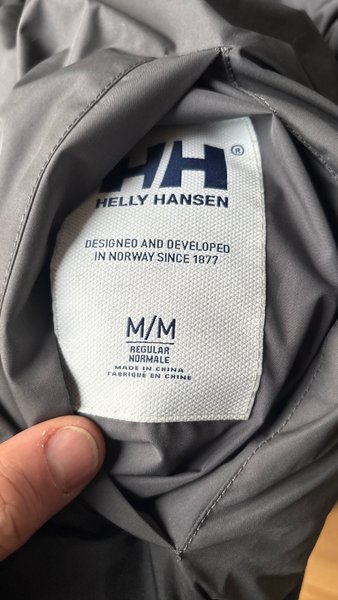 HH®
HELLY HANSEN
DESIGNED AND DEVELOPED
IN NORWAY SINCE 1877
M/M
REGULAR
NORMALE
MADE IN CHINA
FABRIQUÉ EN CHINE